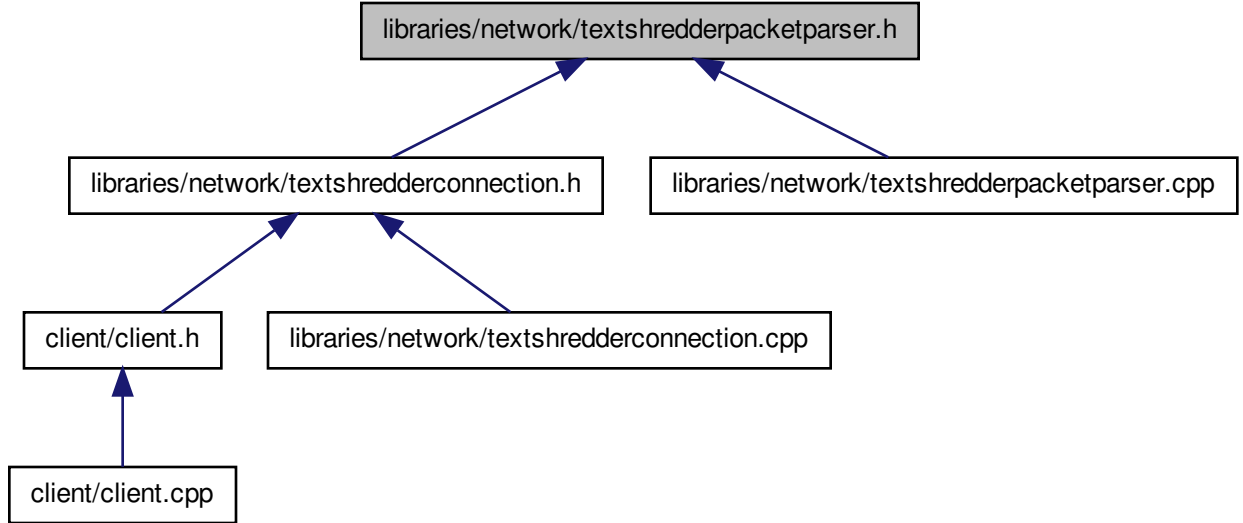 libraries/network/textshredderpacketparser.h
libraries/network/textshredderconnection.h
libraries/network/textshredderpacketparser.cpp
client/client.h
libraries/network/textshredderconnection.cpp
client/client.cpp